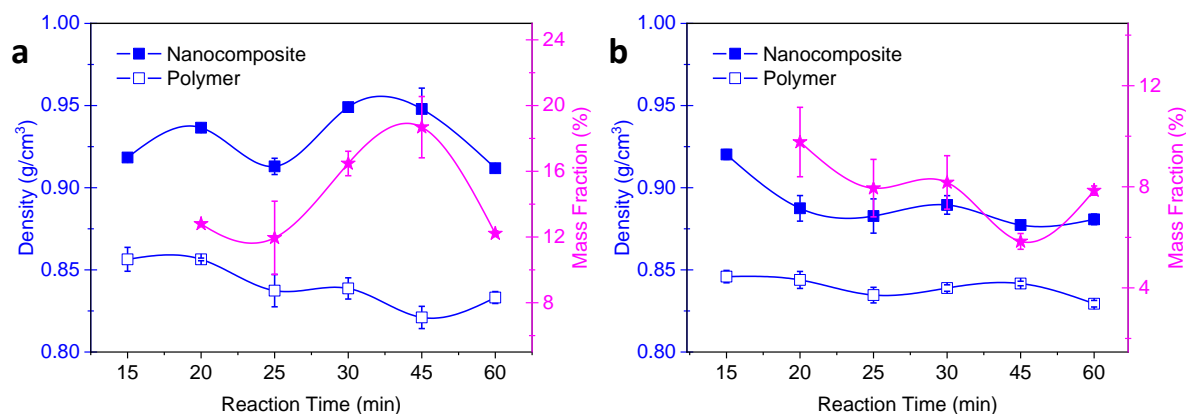 a
Nanocomposite
Polymer
1.00
0.95
0.90
0.85
0.80
Density (g/cm³)
24
20
16
12
8
Mass Fraction (%)
15 20 25 30 45 60
Reaction Time (min)
b
Nanocomposite
Polymer
1.00
0.95
0.90
0.85
0.80
Density (g/cm³)
12
8
4
Mass Fraction (%)
15 20 25 30 45 60
Reaction Time (min)